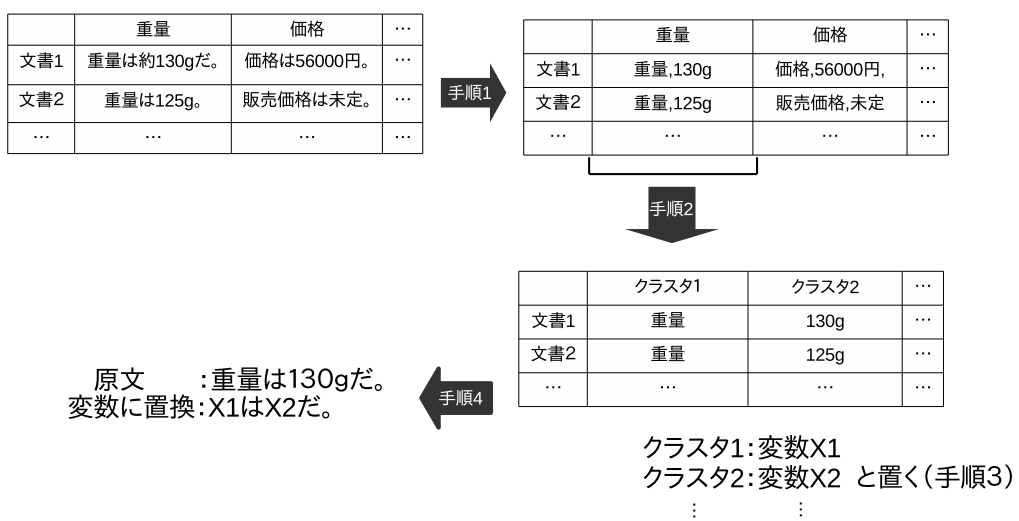 重量 価格 …
文書1 重量は約130gだ。 価格は56000円。 …
文書2 重量は125g。 販売価格は未定。 …
… … … …
手順1
重量 価格 …
文書1 重量,130g 価格,56000円, …
文書2 重量,125g 販売価格,未定 …
… … … …
手順2
クラスタ1 クラスタ2 …
文書1 重量 130g …
文書2 重量 125g …
… … … …
クラスタ1：変数X1
クラスタ2：変数X2 と置く（手順3）
⋮ ⋮
手順4
原文 ：重量は130gだ。
変数に置換：X1はX2だ。